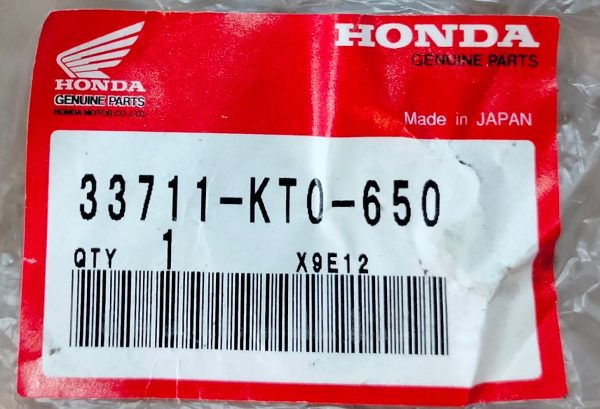 HONDA
GENUINE PARTS
HONDA MOTOR CO.,LTD
HONDA
GENUINE PARTS
Made in JAPAN
33711-KT0-650
QTY 1 X9E12